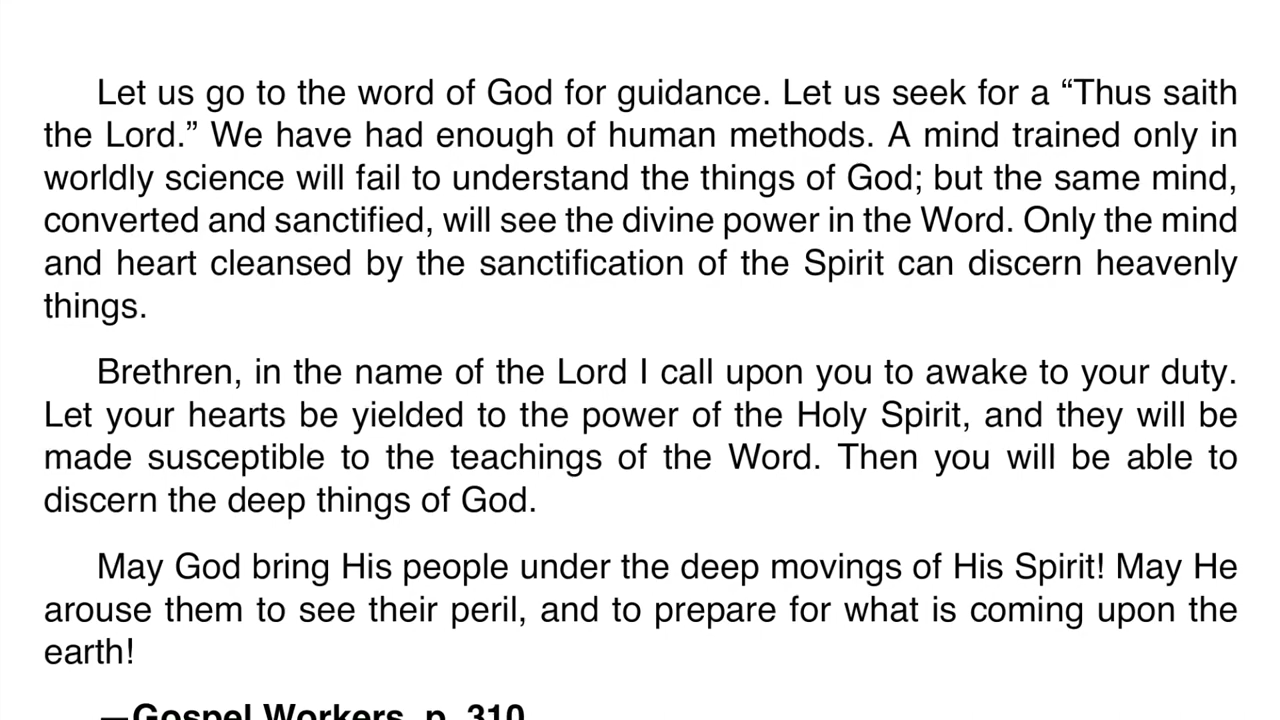 Let us go to the word of God for guidance. Let us seek for a “Thus saith
the Lord.” We have had enough of human methods. A mind trained only in
worldly science will fail to understand the things of God; but the same mind,
converted and sanctified, will see the divine power in the Word. Only the mind
and heart cleansed by the sanctification of the Spirit can discern heavenly
things.
Brethren, in the name of the Lord I call upon you to awake to your duty.
Let your hearts be yielded to the power of the Holy Spirit, and they will be
made susceptible to the teachings of the Word. Then you will be able to
discern the deep things of God.
May God bring His people under the deep movings of His Spirit! May He
arouse them to see their peril, and to prepare for what is coming upon the
earth!
—Gospel Workers, p. 310